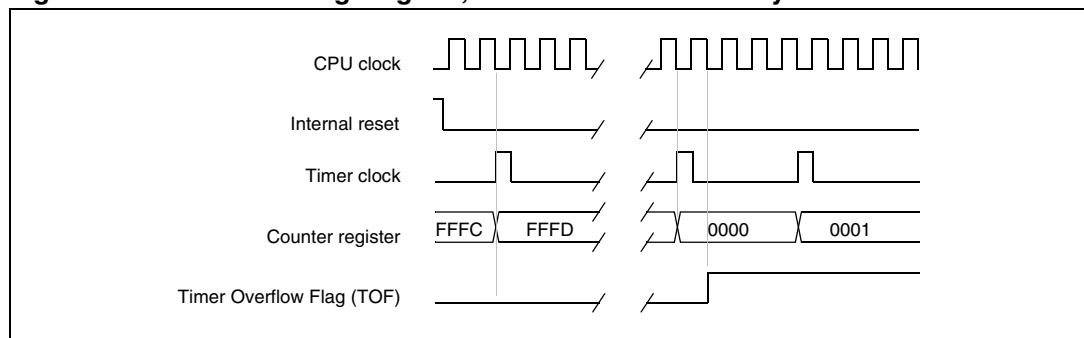 CPU clock
Internal reset
Timer clock
Counter register
FFFC
FFFD
0000
0001
Timer Overflow Flag (TOF)